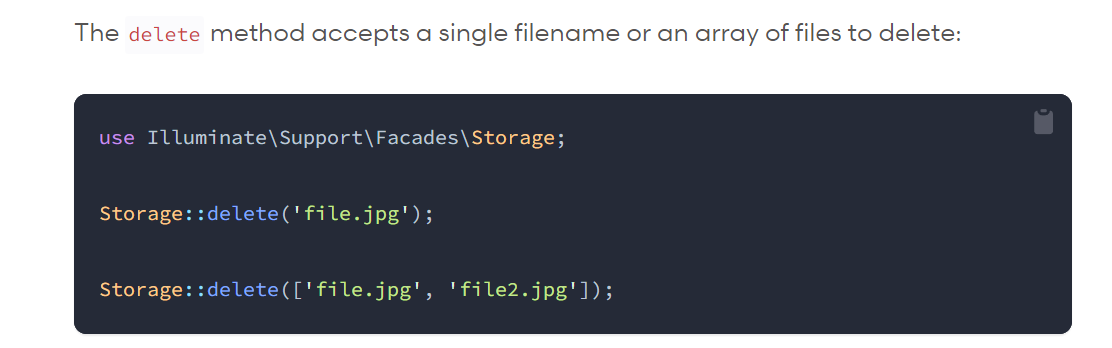 The delete method accepts a single filename or an array of files to delete:
use Illuminate\Support\Facades\Storage;
Storage::delete('file.jpg');
Storage::delete(['file.jpg', 'file2.jpg']);